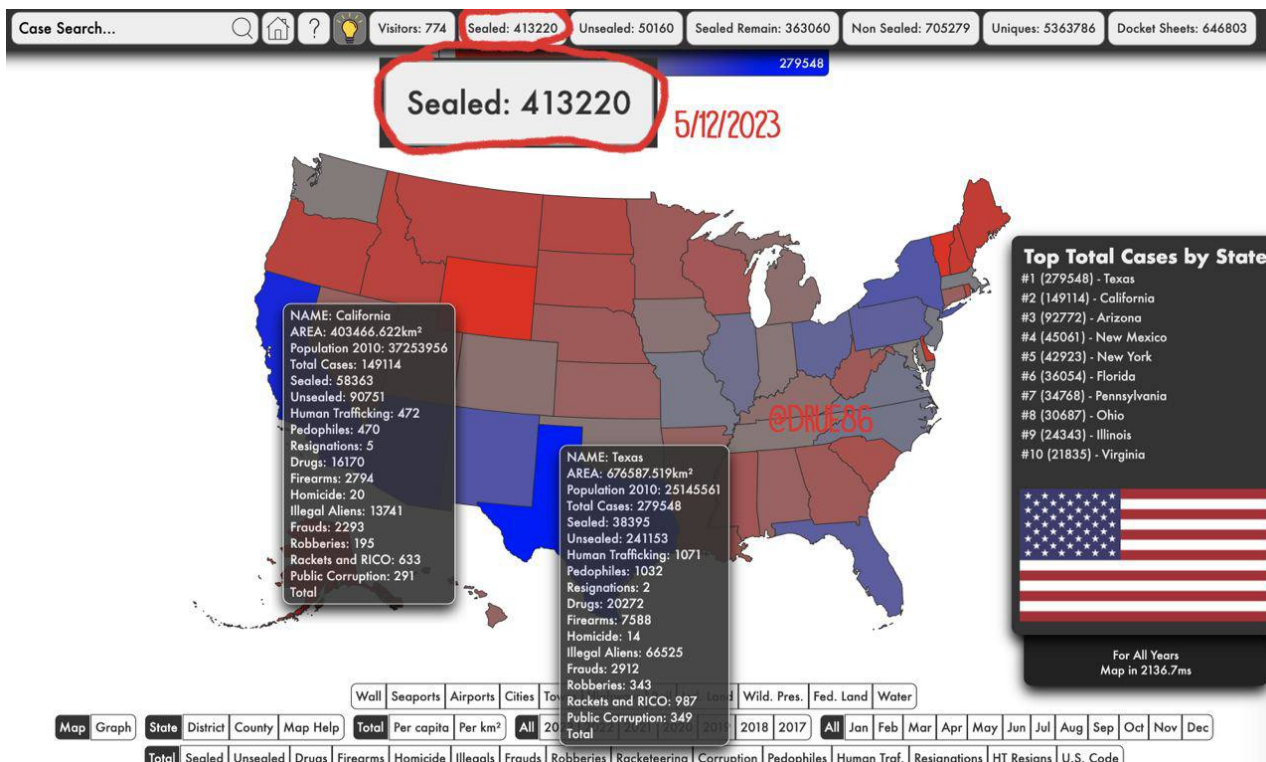 Case Search...
?
Visitors: 774
Sealed: 413220
Unsealed: 50160
Sealed Remain: 363060
Non Sealed: 705279
Uniques: 5363786
Docket Sheets: 646803
279548
Sealed: 413220
5/12/2023
Top Total Cases by State
#1 (279548) - Texas
#2 (149114) - California
#3 (92772) - Arizona
#4 (45061) - New Mexico
#5 (42923) - New York
#6 (36054) - Florida
#7 (34768) - Pennsylvania
#8 (30687) - Ohio
#9 (24343) - Illinois
#10 (21835) - Virginia
NAME: California
AREA: 403466.622km²
Population 2010: 37253956
Total Cases: 149114
Sealed: 58363
Unsealed: 90751
Human Trafficking: 472
Pedophiles: 470
Resignations: 5
Drugs: 16170
Firearms: 2794
Homicide: 20
Illegal Aliens: 13741
Frauds: 2293
Robberies: 195
Rackets and RICO: 633
Public Corruption: 291
Total
@DRUE86
NAME: Texas
AREA: 676587.519km²
Population 2010: 25145561
Total Cases: 279548
Sealed: 38395
Unsealed: 241153
Human Trafficking: 1071
Pedophiles: 1032
Resignations: 2
Drugs: 20272
Firearms: 7588
Homicide: 14
Illegal Aliens: 66525
Frauds: 2912
Robberies: 343
Rackets and RICO: 987
Public Corruption: 349
Total
For All Years
Map in 2136.7ms
Wall Seaports Airports Cities Land Wild. Pres. Fed. Land Water
Map Graph State District County Map Help Total Per capita Per km² All 2022 2021 2020 2019 2018 2017 All Jan Feb Mar Apr May Jun Jul Aug Sep Oct Nov Dec
Total Sealed Unsealed Drugs Firearms Homicide Illegals Frauds Robberies Racketeering Corruption Pedophiles Human Traf. Resignations HT Resigns U.S. Code